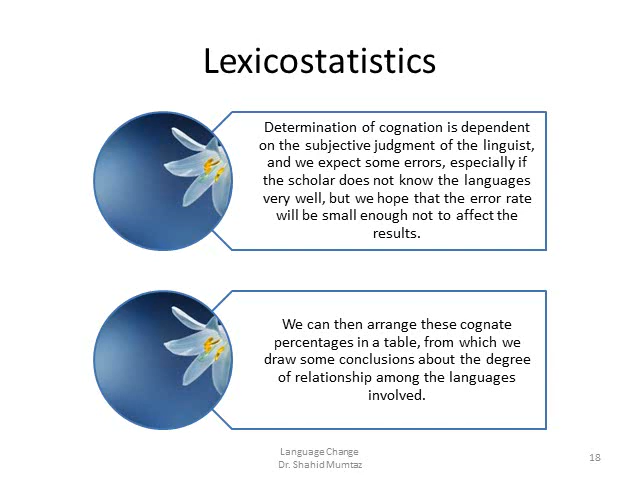 Lexicostatistics
Determination of cognation is dependent
on the subjective judgment of the linguist,
and we expect some errors, especially if
the scholar does not know the languages
very well, but we hope that the error rate
will be small enough not to affect the
results.
We can then arrange these cognate
percentages in a table, from which we
draw some conclusions about the degree
of relationship among the languages
involved.
Language Change
Dr. Shahid Mumtaz
18